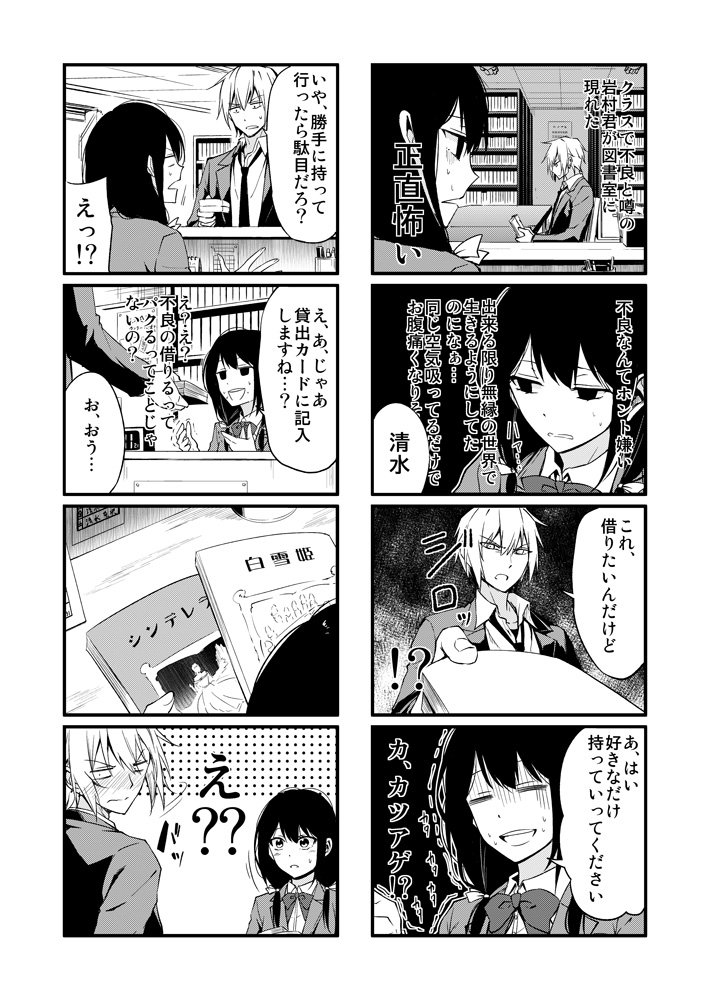 クラスで不良と噂の
岩村君が図書室に
現れた
正直怖い
不良なんてホント嫌い
出来る限り無縁の世界で
生きるようにしてた
のになぁ…
同じ空気吸ってるだけで
お腹痛くなりそ
ハァー…
清水
これ、
借りたいんだけど
ギロッ
!?
あ、はい
好きなだけ
持っていってください
カ、カツアゲ!?
いや、勝手に持って
行ったら駄目だろ?
えっ!?
え、あ、じゃあ
貸出カードに記入
しますね…?
え?え?
不良の借りるって
パクるってことじゃ
ないの?
お、おう…
白雪姫
シンデレラ
え??
バッ